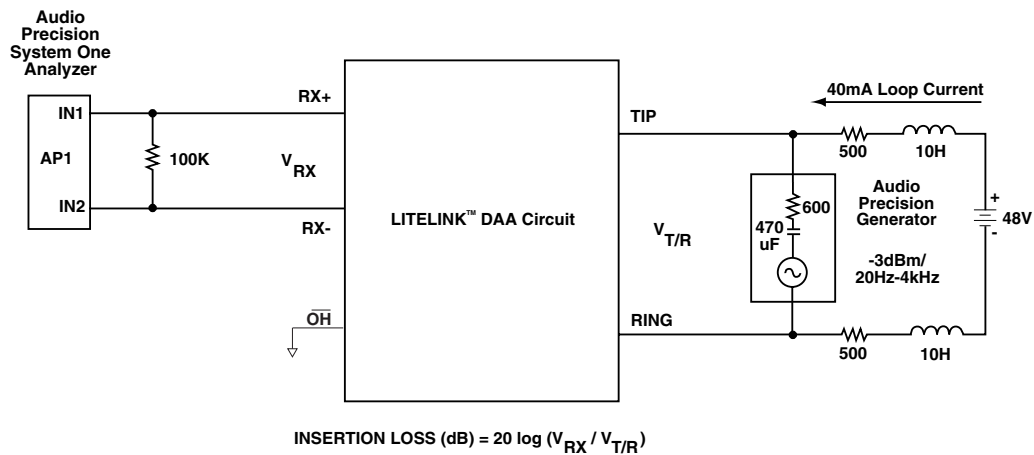 Audio
Precision
System One
Analyzer
IN1
AP1
IN2
100K
RX+
V RX
RX-
OH
LITELINK™ DAA Circuit
TIP
V T/R
RING
40mA Loop Current
500
10H
600
470
uF
Audio
Precision
Generator
-3dBm/
20Hz-4kHz
+
-
48V
500
10H
INSERTION LOSS (dB) = 20 log (V RX / V T/R)